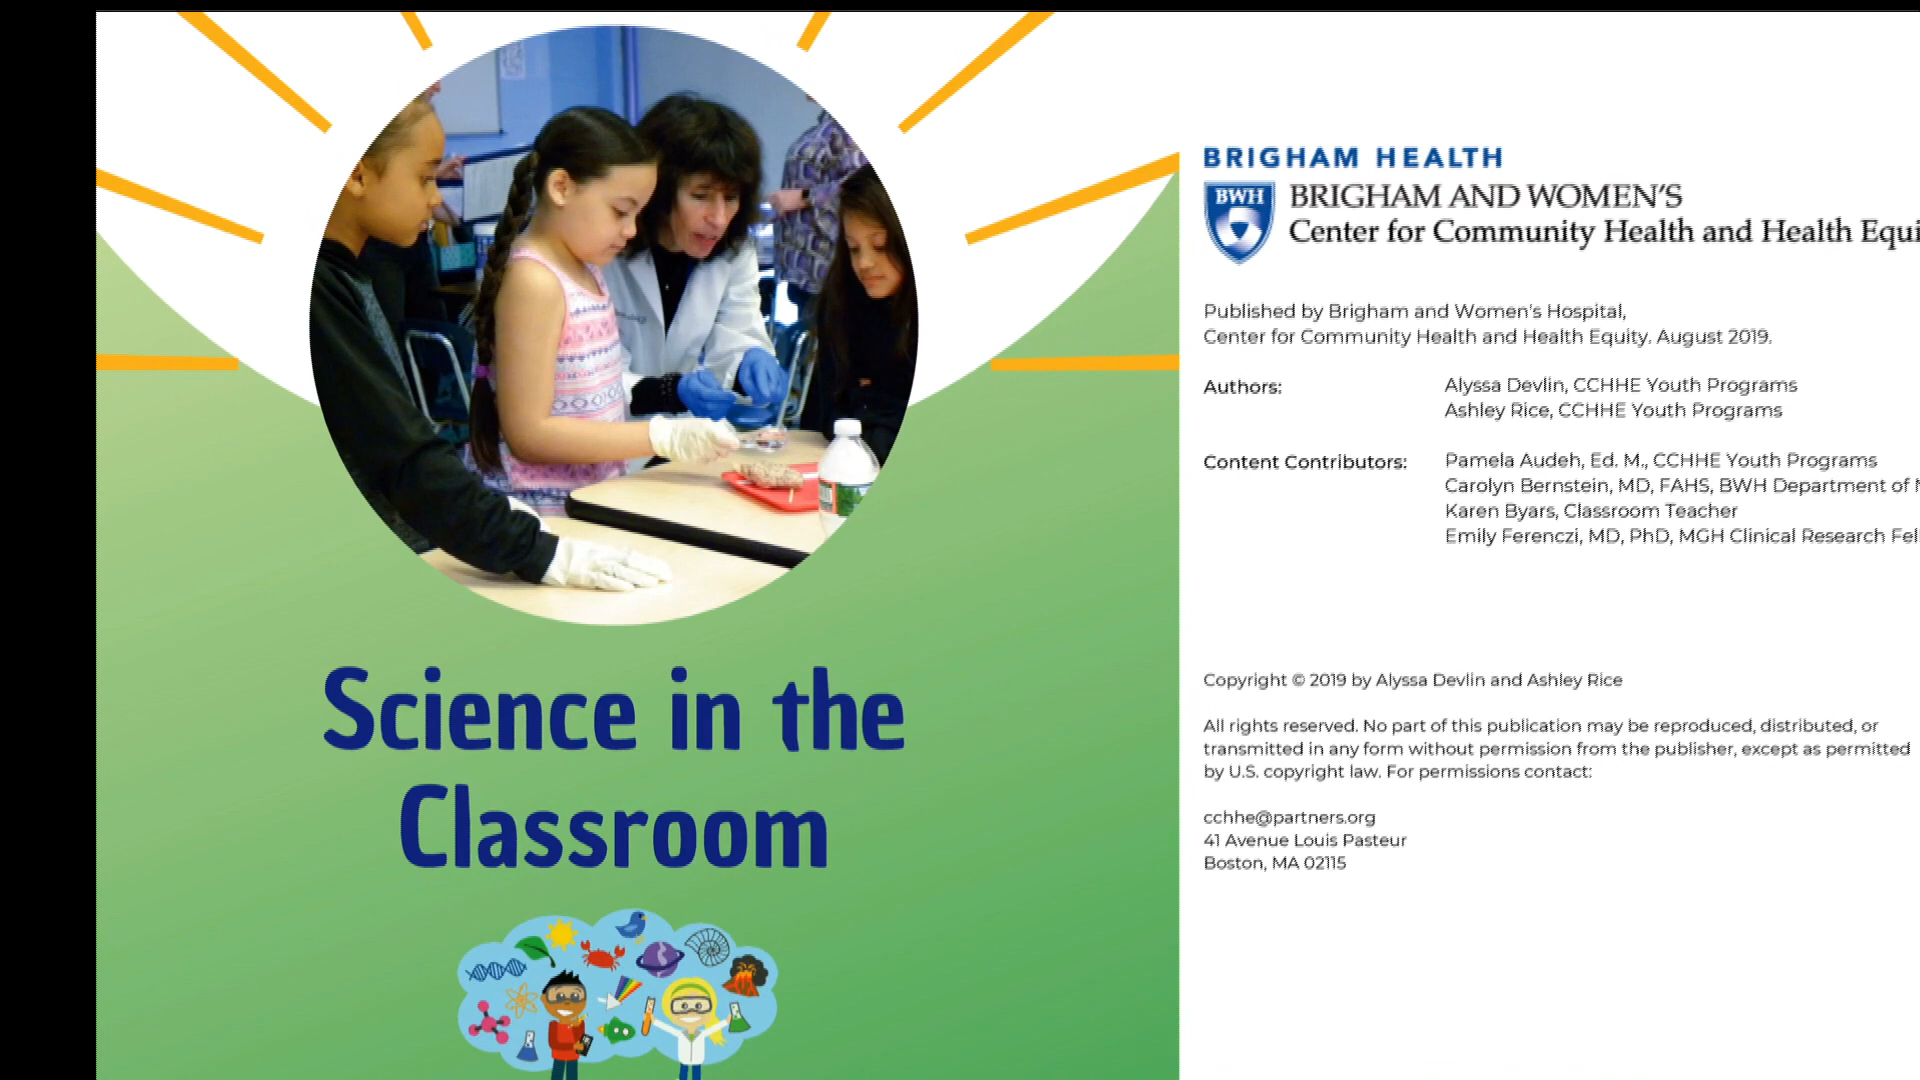 Science in the
Classroom
BRIGHAM HEALTH
BWH
BRIGHAM AND WOMEN'S
Center for Community Health and Health Equi
Published by Brigham and Women's Hospital,
Center for Community Health and Health Equity. August 2019.
Authors:
Alyssa Devlin, CCHHE Youth Programs
Ashley Rice, CCHHE Youth Programs
Content Contributors:
Pamela Audeh, Ed. M., CCHHE Youth Programs
Carolyn Bernstein, MD, FAHS, BWH Department of
Karen Byars, Classroom Teacher
Emily Ferenczi, MD, PhD, MGH Clinical Research Fel
Copyright © 2019 by Alyssa Devlin and Ashley Rice
All rights reserved. No part of this publication may be reproduced, distributed, or
transmitted in any form without permission from the publisher, except as permitted
by U.S. copyright law. For permissions contact:
cchhe@partners.org
41 Avenue Louis Pasteur
Boston, MA 02115